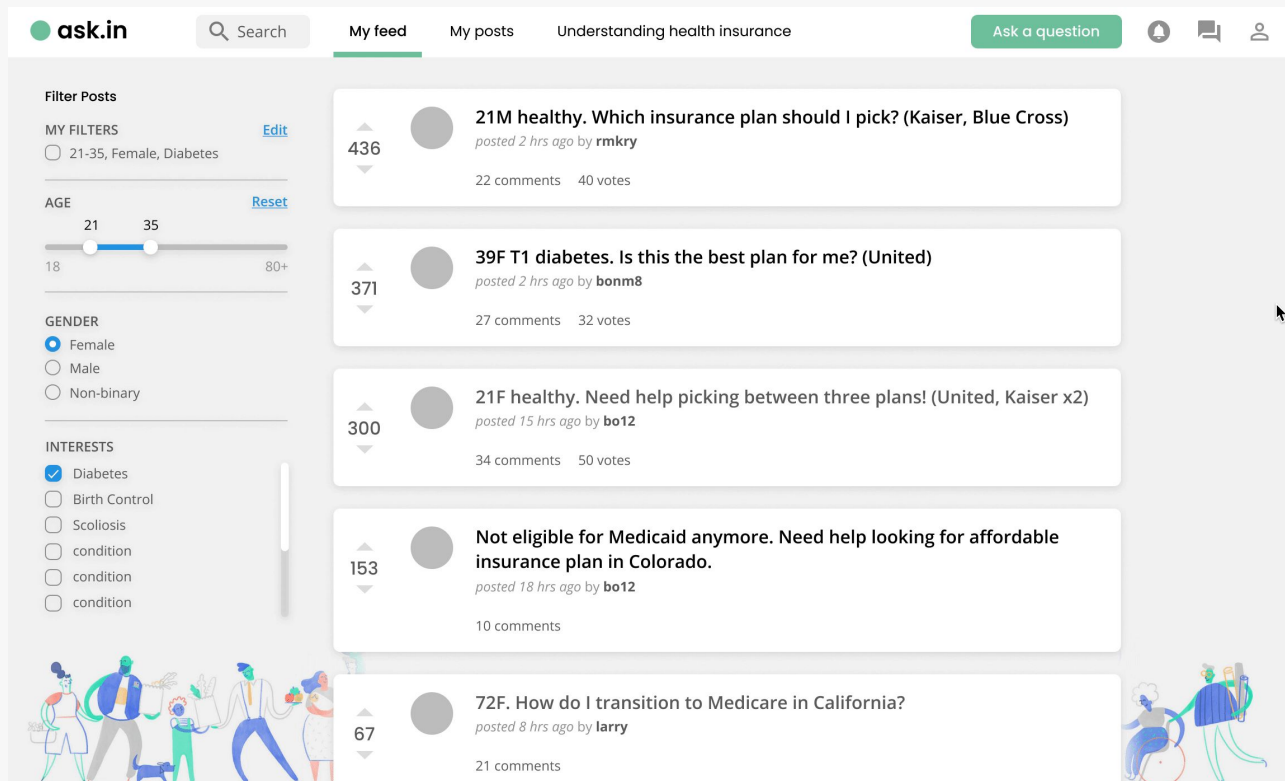 ask.in
Search
My feed
My posts
Understanding health insurance
Ask a question
Filter Posts
MY FILTERS
Edit
21-35, Female, Diabetes
AGE
Reset
21
35
18
80+
GENDER
Female
Male
Non-binary
INTERESTS
Diabetes
Birth Control
Scoliosis
condition
condition
condition
436
21M healthy. Which insurance plan should I pick? (Kaiser, Blue Cross)
posted 2 hrs ago by rmkry
22 comments
40 votes
371
39F T1 diabetes. Is this the best plan for me? (United)
posted 2 hrs ago by bonm8
27 comments
32 votes
300
21F healthy. Need help picking between three plans! (United, Kaiser x2)
posted 15 hrs ago by bo12
34 comments
50 votes
153
Not eligible for Medicaid anymore. Need help looking for affordable
insurance plan in Colorado.
posted 18 hrs ago by bo12
10 comments
67
72F. How do I transition to Medicare in California?
posted 8 hrs ago by larry
21 comments